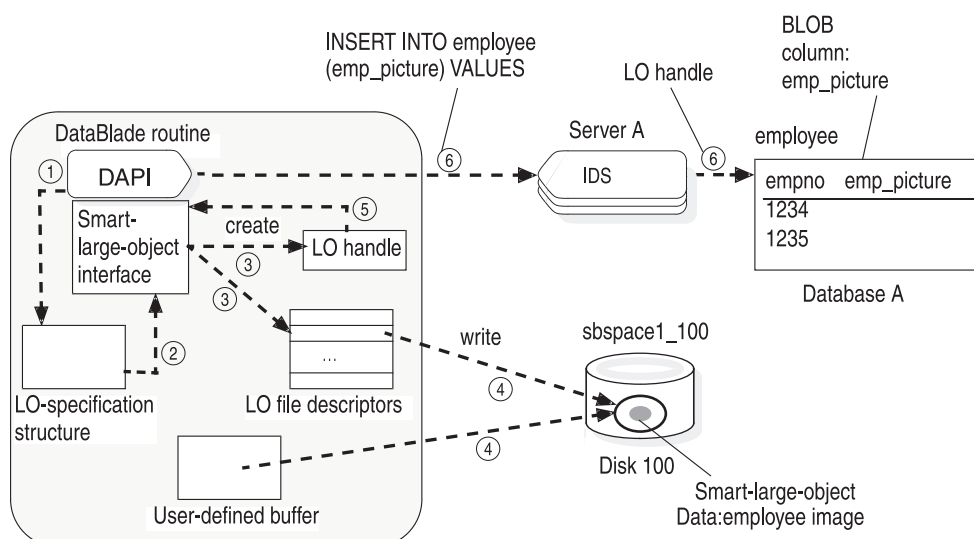 INSERT INTO employee
(emp_picture) VALUES
LO handle
BLOB
column:
emp_picture
DataBlade routine
1
DAPI
6
Server A
IDS
6
employee
empno emp_picture
1234
1235
Database A
Smart-
large-object
interface
create
5
3
LO handle
3
2
LO-specification
structure
...
LO file descriptors
write
4
4
sbspace1_100
Disk 100
User-defined buffer
Smart-large-object
Data:employee image